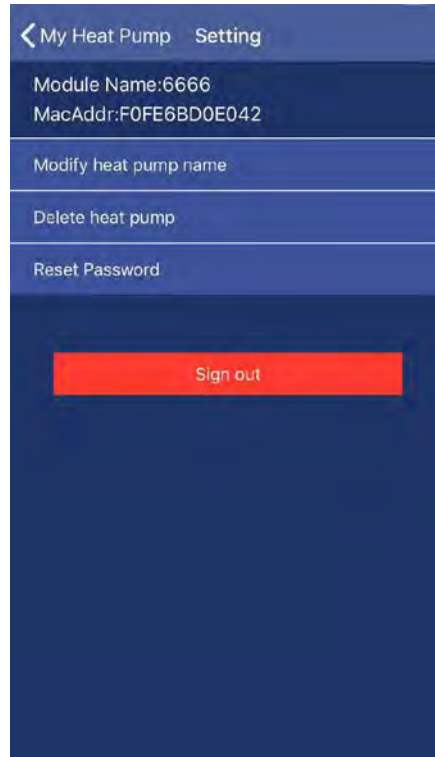 My Heat Pump Setting
Module Name:6666
MacAddr:F0FE6BD0E042
Modify heat pump name
Delete heat pump
Reset Password
Sign out